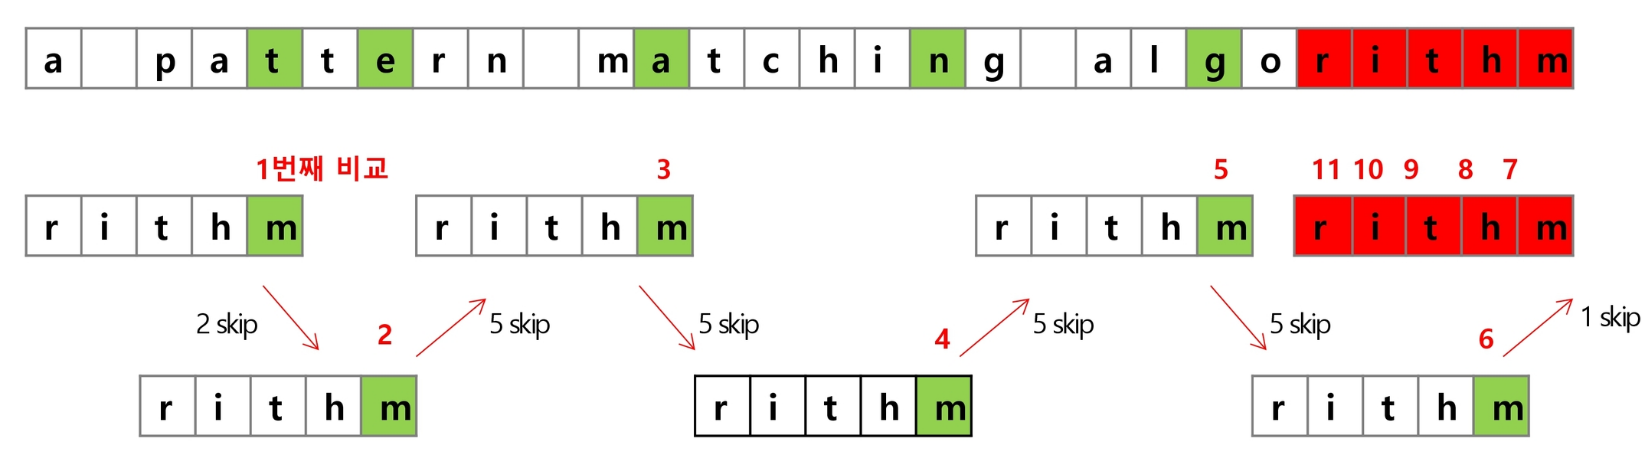 a p a t t e r n m a t c h i n g a l g o r i t h m
1번째 비교 3 5 11 10 9 8 7
r i t h m r i t h m r i t h m r i t h m
2 skip 2 5 skip 5 skip 4 5 skip 5 skip 6 1 skip
r i t h m r i t h m r i t h m